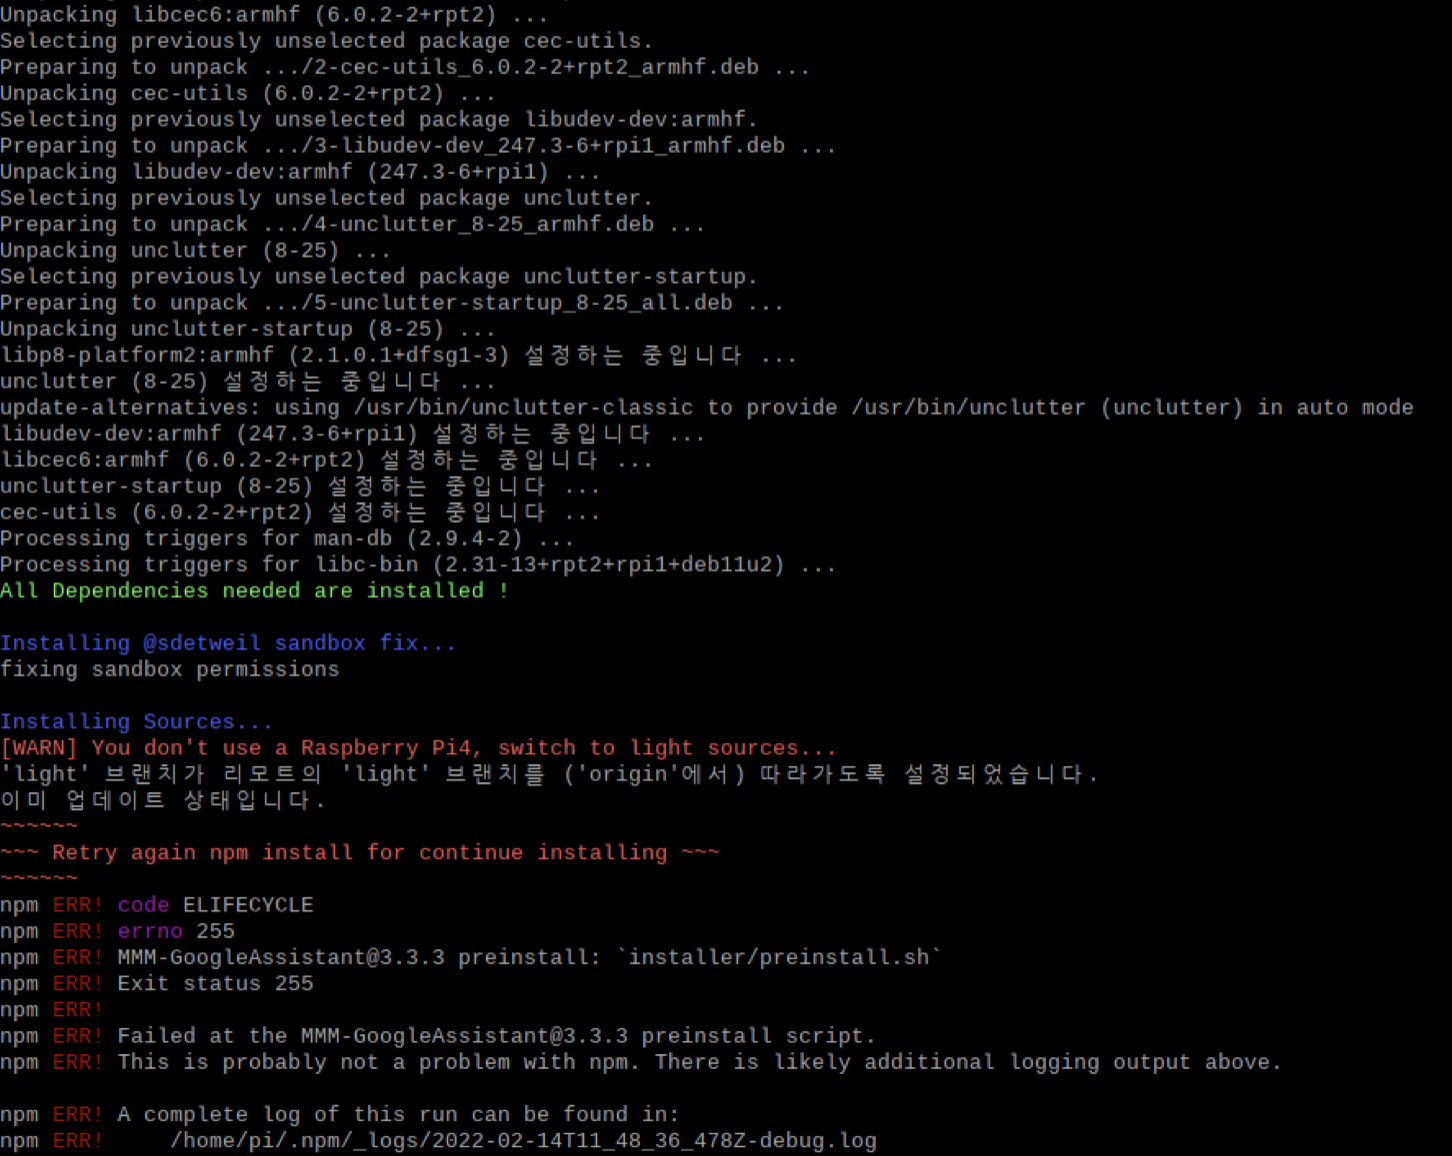 Unpacking libcec6:armhf (6.0.2-2+rpt2) ...
Selecting previously unselected package cec-utils.
Preparing to unpack .../2-cec-utils_6.0.2-2+rpt2_armhf.deb ...
Unpacking cec-utils (6.0.2-2+rpt2) ...
Selecting previously unselected package libudev-dev:armhf.
Preparing to unpack .../3-libudev-dev_247.3-6+rpi1_armhf.deb ...
Unpacking libudev-dev:armhf (247.3-6+rpi1) ...
Selecting previously unselected package unclutter.
Preparing to unpack .../4-unclutter_8-25_armhf.deb ...
Unpacking unclutter (8-25) ...
Selecting previously unselected package unclutter-startup.
Preparing to unpack .../5-unclutter-startup_8-25_all.deb ...
Unpacking unclutter-startup (8-25) ...
libp8-platform2:armhf (2.1.0.1+dfsg1-3) 설정하는 중입니다 ...
unclutter (8-25) 설정하는 중입니다 ...
update-alternatives: using /usr/bin/unclutter-classic to provide /usr/bin/unclutter (unclutter) in auto mode
libudev-dev:armhf (247.3-6+rpi1) 설정하는 중입니다 ...
libcec6:armhf (6.0.2-2+rpt2) 설정하는 중입니다 ...
unclutter-startup (8-25) 설정하는 중입니다 ...
cec-utils (6.0.2-2+rpt2) 설정하는 중입니다 ...
Processing triggers for man-db (2.9.4-2) ...
Processing triggers for libc-bin (2.31-13+rpt2+rpi1+deb11u2) ...
All Dependencies needed are installed !
Installing @sdetweil sandbox fix...
fixing sandbox permissions
Installing Sources...
[WARN] You don't use a Raspberry Pi4, switch to light sources...
'light' 브랜치가 리모트의 'light' 브랜치를 ('origin'에서) 따라가도록 설정되었습니다.
이미 업데이트 상태입니다.
~~~~~~
~~~ Retry again npm install for continue installing ~~~
~~~~~~
npm ERR! code ELIFECYCLE
npm ERR! errno 255
npm ERR! MMM-GoogleAssistant@3.3.3 preinstall: `installer/preinstall.sh`
npm ERR! Exit status 255
npm ERR!
npm ERR! Failed at the MMM-GoogleAssistant@3.3.3 preinstall script.
npm ERR! This is probably not a problem with npm. There is likely additional logging output above.
npm ERR! A complete log of this run can be found in:
npm ERR!     /home/pi/.npm/_logs/2022-02-14T11_48_36_478Z-debug.log